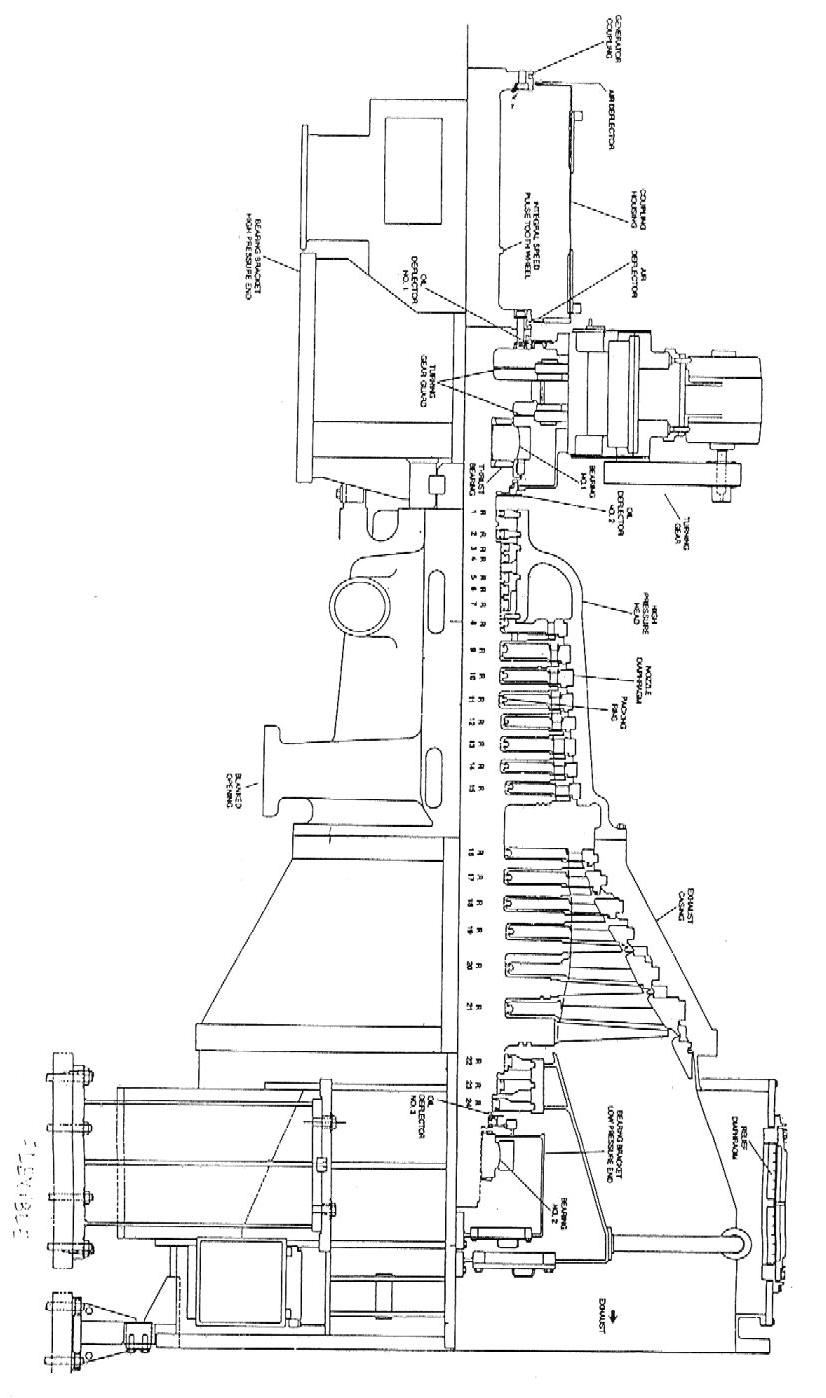 GENERATOR
COUPLING
AIR DEFLECTOR
COUPLING
HOUSING
INTEGRAL SPEED
PULSE TOOTH WHEEL
AIR
DEFLECTOR
OIL
DEFLECTOR
NO. 1
BEARING BRACKET
HIGH PRESSURE END
TURNING
GEAR GUARD
THRUST
BEARING
BEARING
NO.1
OIL
DEFLECTOR
NO. 2
TURNING
GEAR
HIGH
PRESSURE
HEAD
NOZZLE
DIAPHRAGM
PACKING
RING
BLANKED
OPENING
EXHAUST
CASING
R R R R R R R R R R R R R R R R R R R R R R R R
1 2 3 4 5 6 7 8 9 10 11 12 13 14 15 16 17 18 19 20 21 22 23 24
OIL
DEFLECTOR
NO. 3
BEARING BRACKET
LOW PRESSURE END
BEARING
NO. 2
RELIEF
DIAPHRAGM
EXHAUST